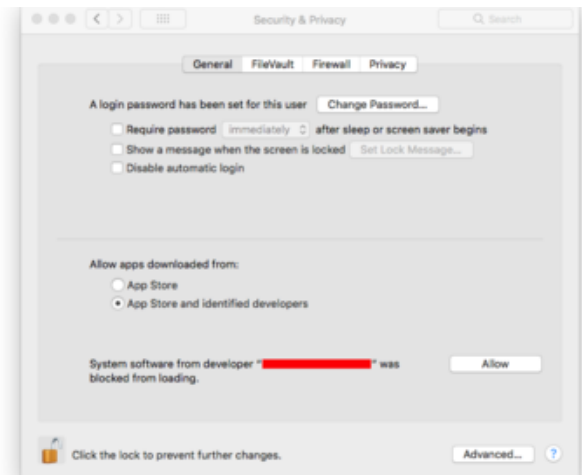 Security & Privacy
Search
General FileVault Firewall Privacy
A login password has been set for this user Change Password...
Require password immediately after sleep or screen saver begins
Show a message when the screen is locked Set Lock Message...
Disable automatic login
Allow apps downloaded from:
App Store
App Store and identified developers
System software from developer “ ” was Allow
blocked from loading.
Click the lock to prevent further changes. Advanced... ?